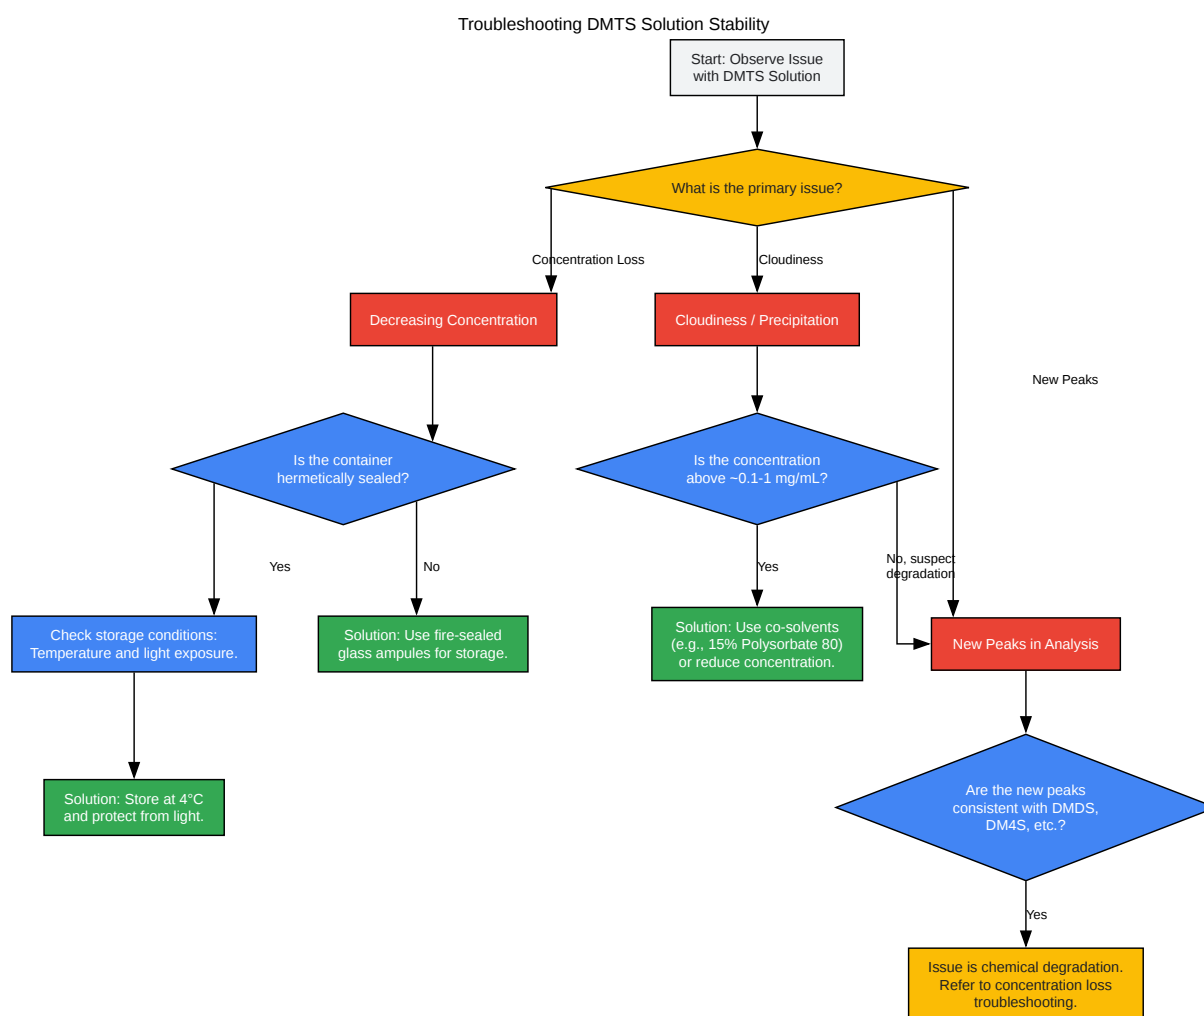 Troubleshooting DMTS Solution Stability
Start: Observe Issue
with DMTS Solution
What is the primary issue?
Concentration Loss
Cloudiness
Decreasing Concentration
Cloudiness / Precipitation
New Peaks
Is the container
hermetically sealed?
Is the concentration
above ~0.1-1 mg/mL?
Yes
No
Yes
No, suspect
degradation
Check storage conditions:
Temperature and light exposure.
Solution: Use fire-sealed
glass ampules for storage.
Solution: Use co-solvents
(e.g., 15% Polysorbate 80)
or reduce concentration.
New Peaks in Analysis
Solution: Store at 4°C
and protect from light.
Are the new peaks
consistent with DMDS,
DM4S, etc.?
Yes
Issue is chemical degradation.
Refer to concentration loss
troubleshooting.